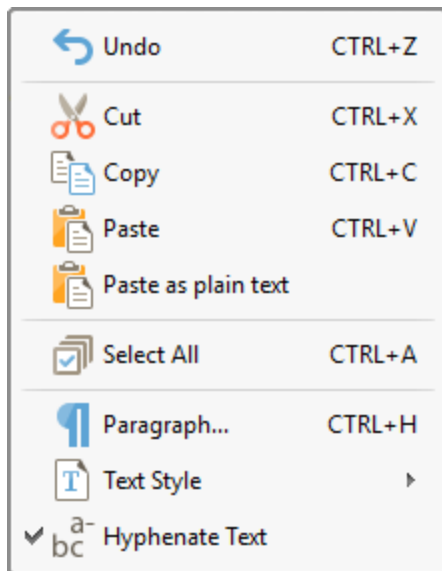 Undo CTRL+Z
Cut CTRL+X
Copy CTRL+C
Paste CTRL+V
Paste as plain text
Select All CTRL+A
Paragraph... CTRL+H
T Text Style
a-
bc Hyphenate Text